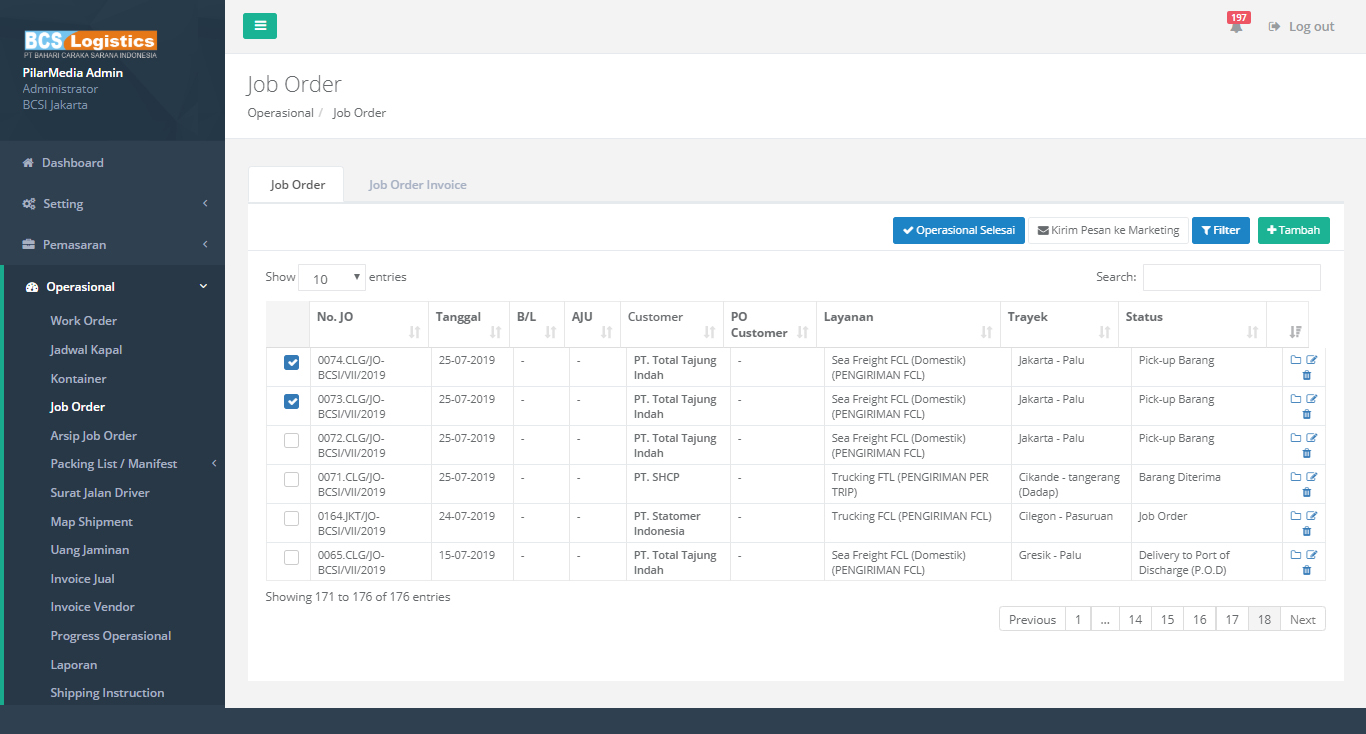 BCS Logistics
PT BAHARI CARAKA SARANA INDONESIA
PilarMedia Admin
Administrator
BCSI Jakarta
Dashboard
Setting
Pemasaran
Operasional
Work Order
Jadwal Kapal
Kontainer
Job Order
Arsip Job Order
Packing List / Manifest
Surat Jalan Driver
Map Shipment
Uang Jaminan
Invoice Jual
Invoice Vendor
Progress Operasional
Laporan
Shipping Instruction
197
Log out
Job Order
Operasional / Job Order
Job Order
Job Order Invoice
Operasional Selesai
Kirim Pesan ke Marketing
Filter
Tambah
Show 10 entries
Search:
No. JO Tanggal B/L AJU Customer PO Layanan Trayek Status
Customer
0074.CLG/JO- 25-07-2019 - - PT. Total Tajung - Sea Freight FCL (Domestik) Jakarta - Palu Pick-up Barang
BCSI/VII/2019 Indah (PENGIRIMAN FCL)
0073.CLG/JO- 25-07-2019 - - PT. Total Tajung - Sea Freight FCL (Domestik) Jakarta - Palu Pick-up Barang
BCSI/VII/2019 Indah (PENGIRIMAN FCL)
0072.CLG/JO- 25-07-2019 - - PT. Total Tajung - Sea Freight FCL (Domestik) Jakarta - Palu Pick-up Barang
BCSI/VII/2019 Indah (PENGIRIMAN FCL)
0071.CLG/JO- 25-07-2019 - - PT. SHCP - Trucking FTL (PENGIRIMAN PER Cikande - tangerang Barang Diterima
BCSI/VII/2019 TRIP) (Dadap)
0164.JKT/JO- 24-07-2019 - - PT. Statomer - Trucking FCL (PENGIRIMAN FCL) Cilegon - Pasuruan Job Order
BCSI/VII/2019 Indonesia
0065.CLG/JO- 15-07-2019 - - PT. Total Tajung - Sea Freight FCL (Domestik) Gresik - Palu Delivery to Port of
BCSI/VII/2019 Indah (PENGIRIMAN FCL) Discharge (P.O.D)
Showing 171 to 176 of 176 entries
Previous 1 ... 14 15 16 17 18 Next